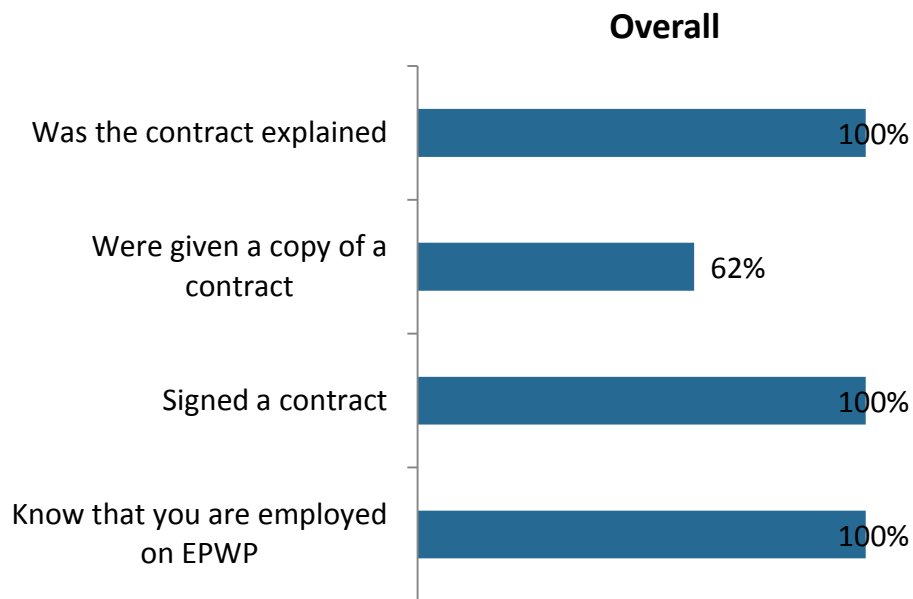 Overall
Was the contract explained
100%
Were given a copy of a
contract
62%
Signed a contract
100%
Know that you are employed
on EPWP
100%